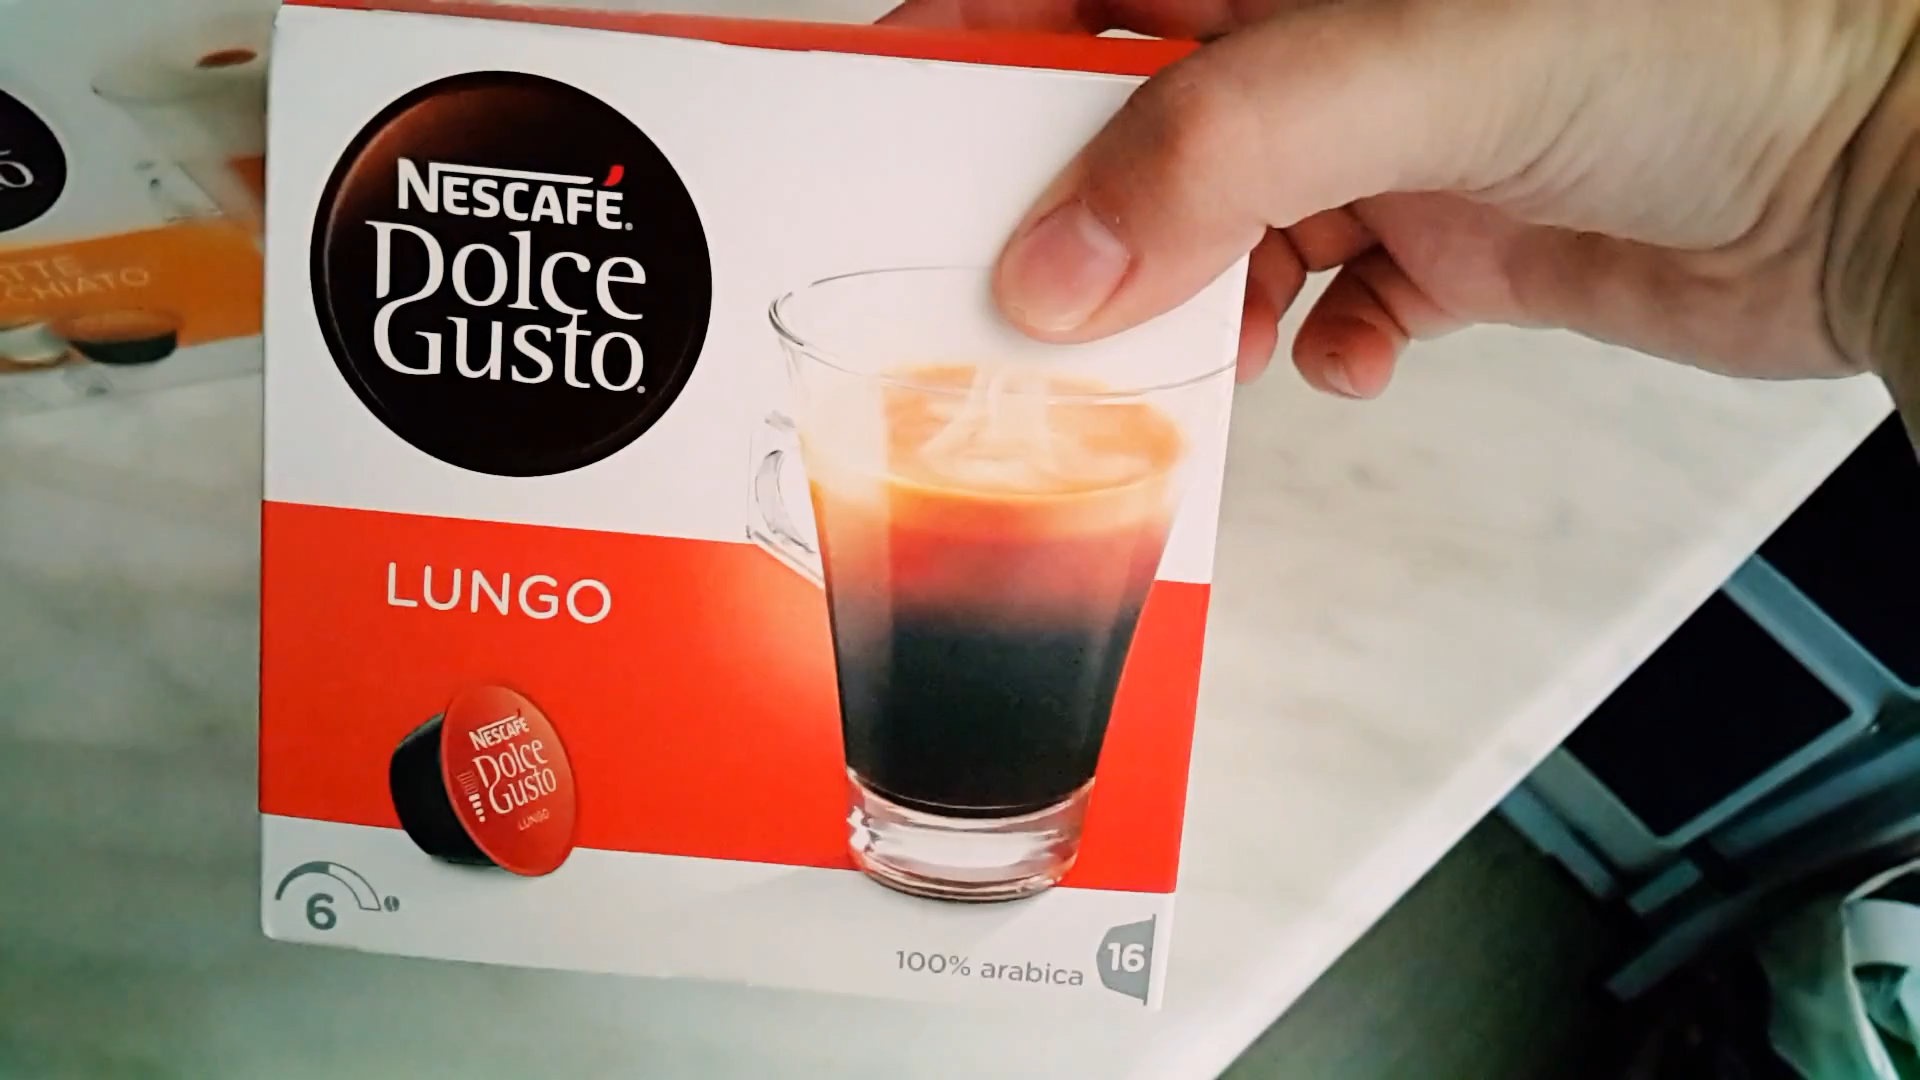 NESCAFÉ®
Dolce
Gusto®
LUNGO
NESCAFÉ
Dolce
Gusto
LUNGO
6
100% arabica
16